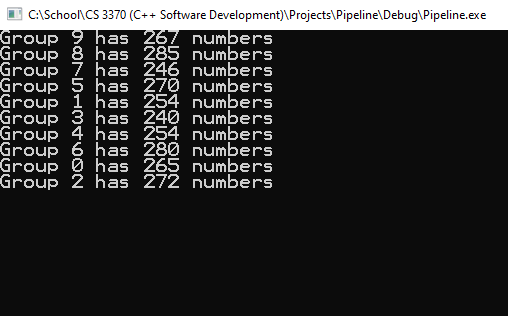 C:\School\CS 3370 (C++ Software Development)\Projects\Pipeline\Debug\Pipeline.exe
Group 9 has 267 numbers
Group 8 has 285 numbers
Group 7 has 246 numbers
Group 5 has 270 numbers
Group 1 has 254 numbers
Group 3 has 240 numbers
Group 4 has 254 numbers
Group 6 has 280 numbers
Group 0 has 265 numbers
Group 2 has 272 numbers